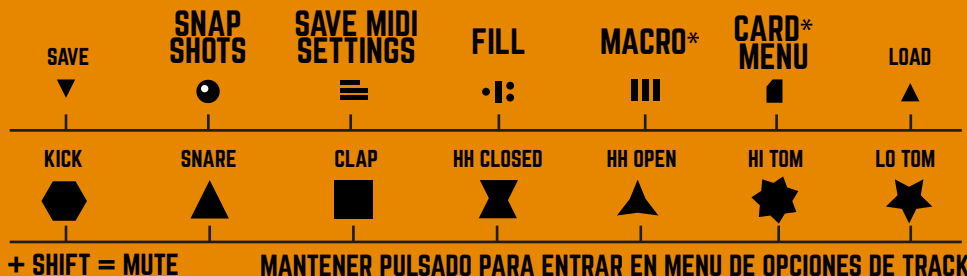 SAVE
SNAP
SHOTS
SAVE MIDI
SETTINGS
FILL
MACRO*
CARD*
MENU
LOAD
KICK
SNARE
CLAP
HH CLOSED
HH OPEN
HI TOM
LO TOM
+ SHIFT = MUTE
MANTENER PULSADO PARA ENTRAR EN MENU DE OPCIONES DE TRACK